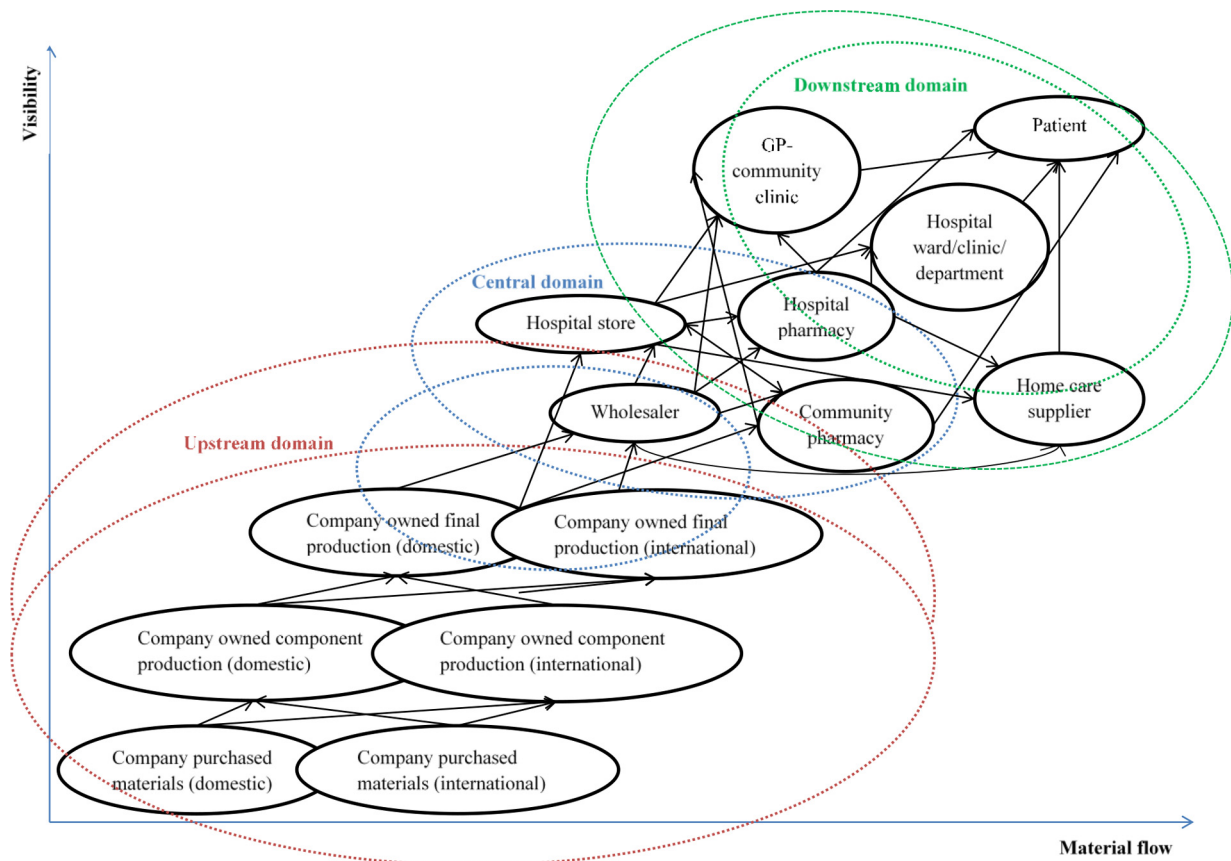 Visibility
Downstream domain
Patient
GP-
community
clinic
Hospital
ward/clinic/
department
Central domain
Hospital store
Hospital
pharmacy
Home care
supplier
Wholesaler
Community
pharmacy
Upstream domain
Company owned final
production (domestic)
Company owned final
production (international)
Company owned component
production (domestic)
Company owned component
production (international)
Company purchased
materials (domestic)
Company purchased
materials (international)
Material flow